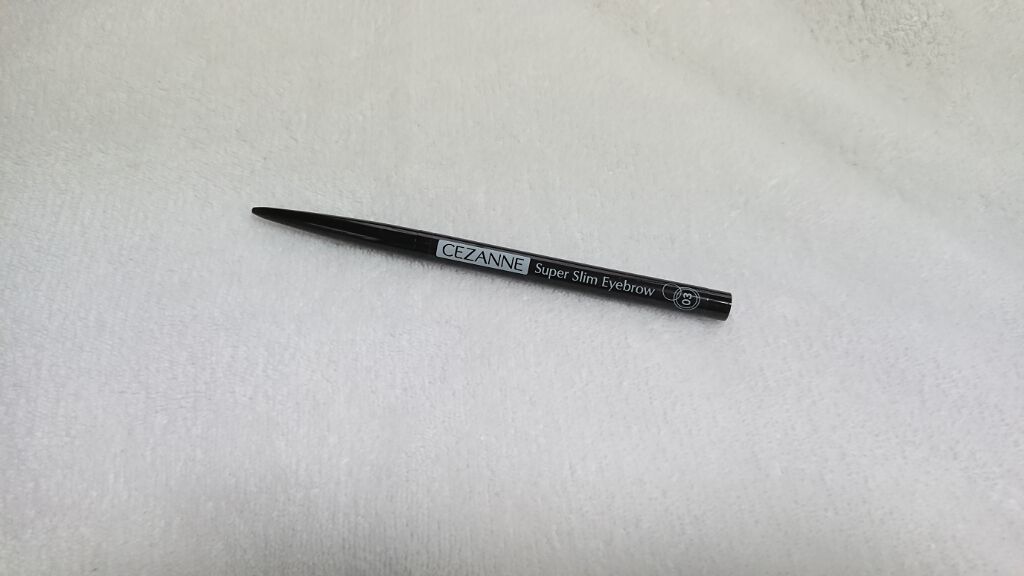 CEZANNE Super Slim Eyebrow 03